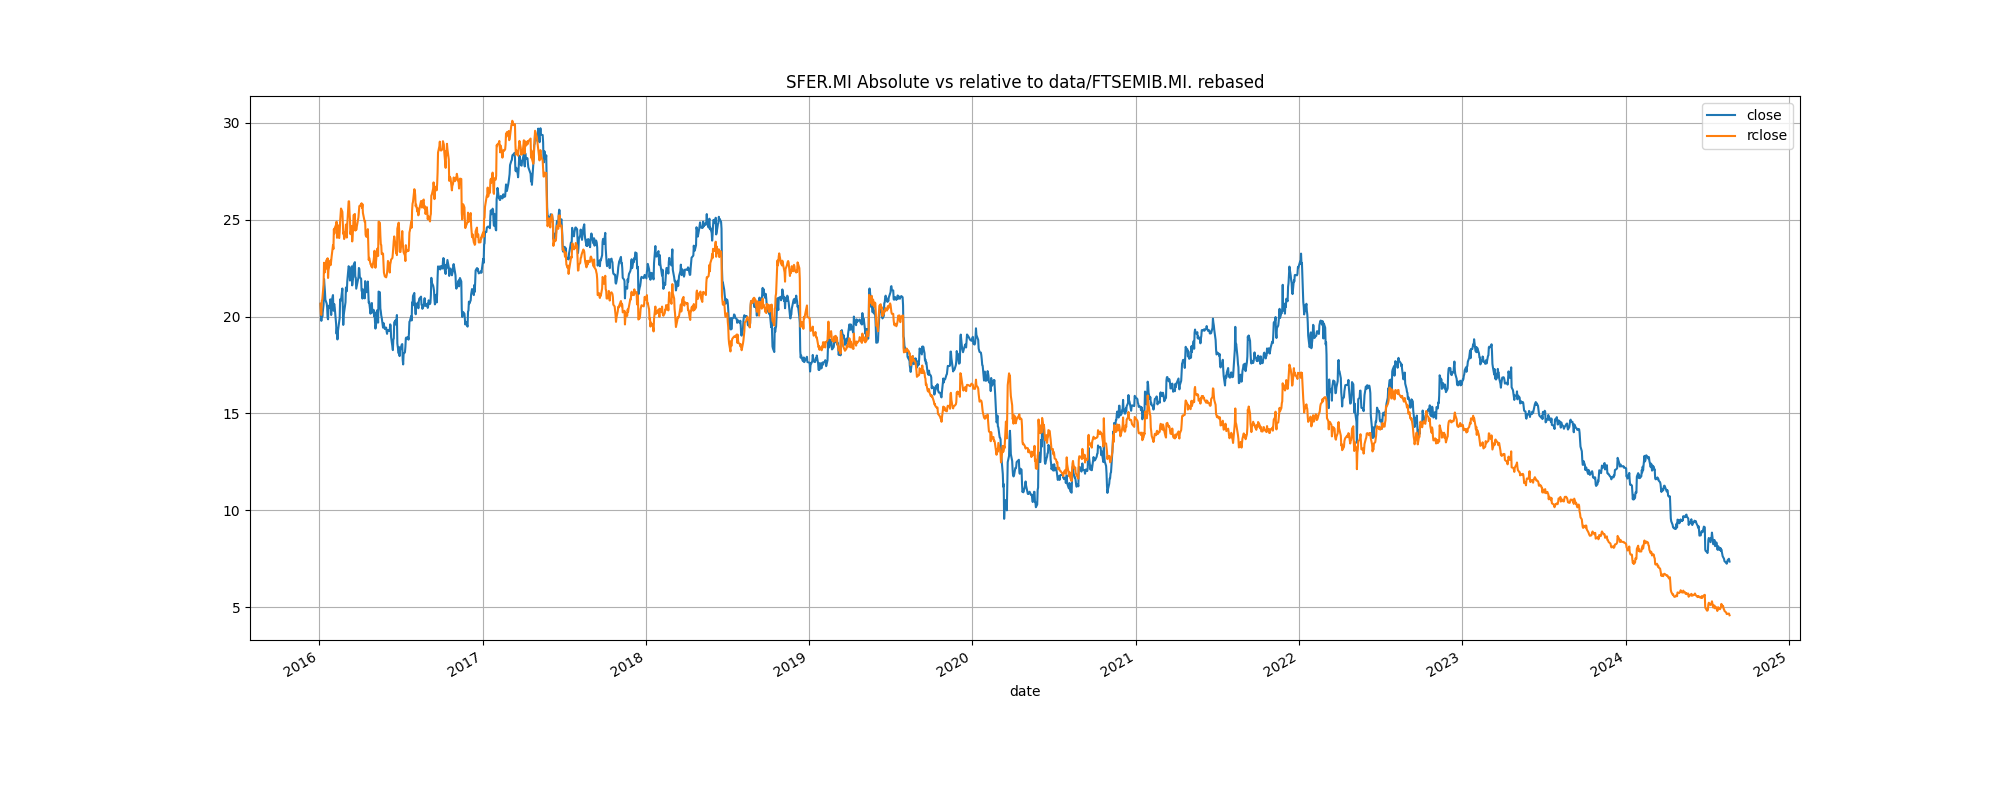 SFER.MI Absolute vs relative to data/FTSEMIB.MI. rebased
close
rclose
30
25
20
15
10
5
2016 2017 2018 2019 2020 2021 2022 2023 2024 2025
date